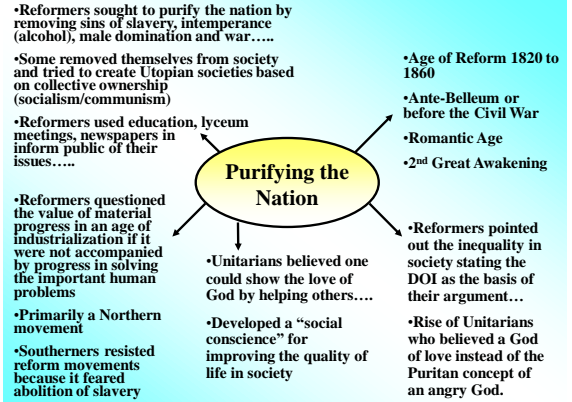 •Reformers sought to purify the nation by
removing sins of slavery, intemperance
(alcohol), male domination and war…..
•Some removed themselves from society
and tried to create Utopian societies based
on collective ownership
(socialism/communism)
•Reformers used education, lyceum
meetings, newspapers in
inform public of their
issues…..
•Age of Reform 1820 to
1860
•Ante-Belleum or
before the Civil War
•Romantic Age
•2nd Great Awakening
Purifying the
Nation
•Reformers questioned
the value of material
progress in an age of
industrialization if it
were not accompanied
by progress in solving
the important human
problems
•Primarily a Northern
movement
•Southerners resisted
reform movements
because it feared
abolition of slavery
•Unitarians believed one
could show the love of
God by helping others….
•Developed a “social
conscience” for
improving the quality of
life in society
•Reformers pointed
out the inequality in
society stating the
DOI as the basis of
their argument…
•Rise of Unitarians
who believed a God
of love instead of the
Puritan concept of
an angry God.